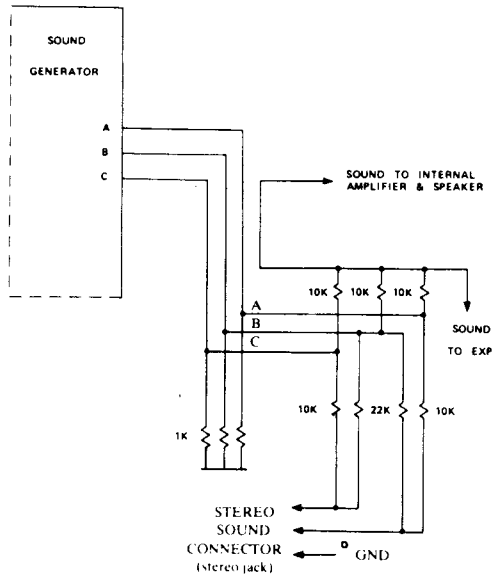 SOUND
GENERATOR
A
B
C
SOUND TO INTERNAL
AMPLIFIER & SPEAKER
10K
10K
10K
A
B
C
SOUND
TO EXP
10K
22K
10K
1K
STEREO
SOUND
CONNECTOR
(stereo jack)
GND